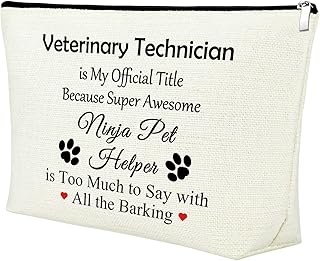 Veterinary Technician
is My Official Title
Because Super Awesome
Ninja Pet
Helper
is Too Much to Say with
All the Barking